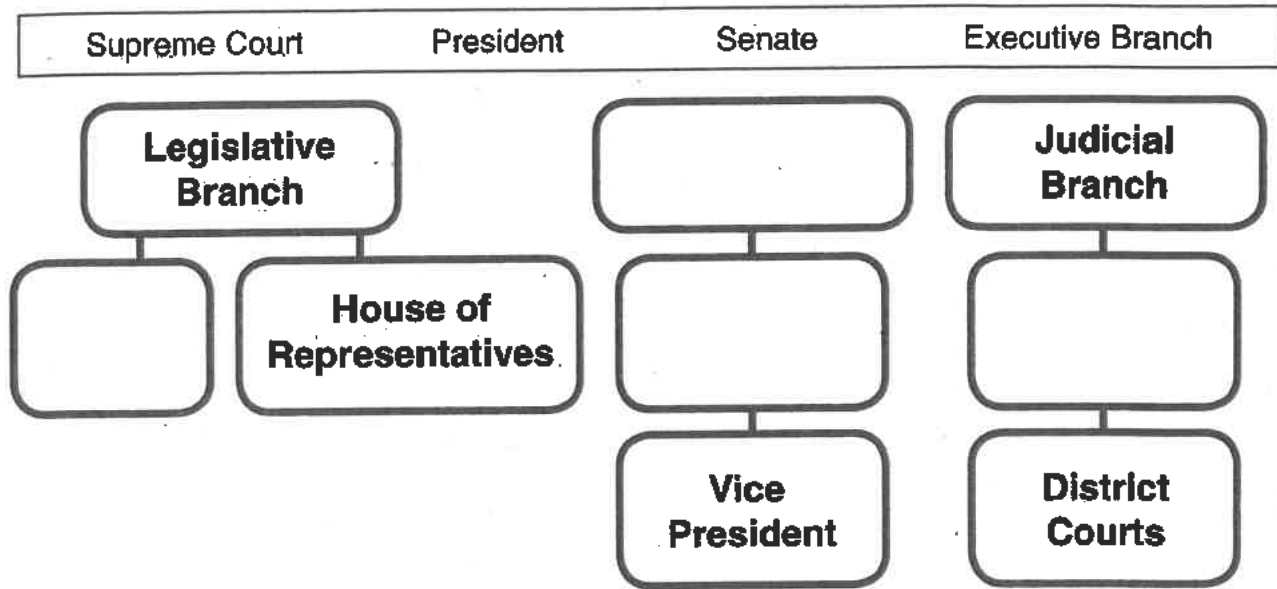 Supreme Court President Senate Executive Branch
Legislative
Branch
Judicial
Branch
House of
Representatives
Vice
President
District
Courts